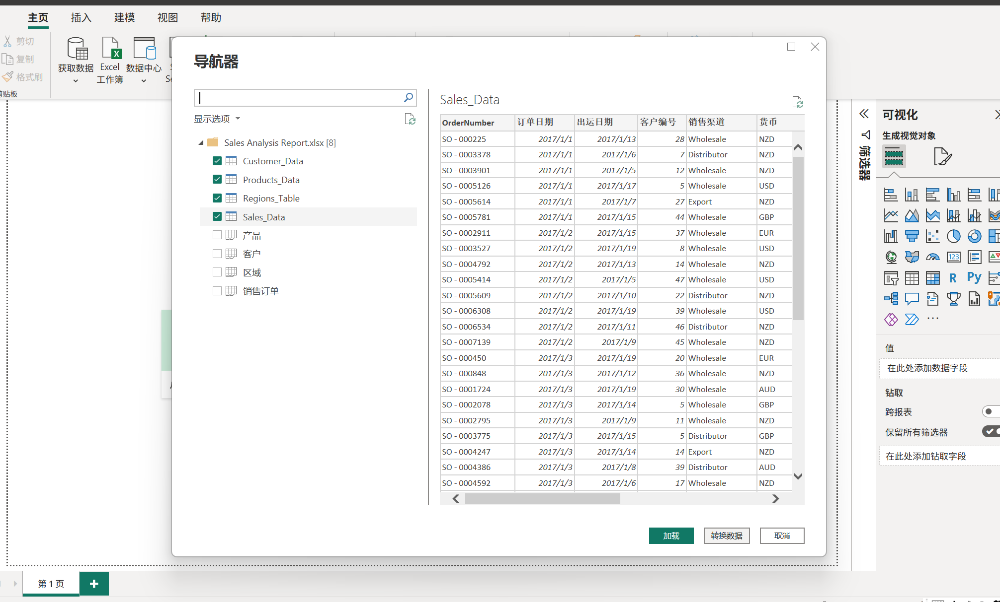 主页 插入 建模 视图 帮助
剪切
复制
格式刷
剪贴板
获取数据
Excel
工作簿
数据中心
导航器
显示选项
Sales Analysis Report.xlsx [8]
Customer_Data
Products_Data
Regions_Table
Sales_Data
产品
客户
区域
销售订单
Sales_Data
OrderNumber 订单日期 出运日期 客户编号 销售渠道 货币
SO - 000225 2017/1/1 2017/1/13 28 Wholesale NZD
SO - 0003378 2017/1/1 2017/1/6 7 Distributor NZD
SO - 0003901 2017/1/1 2017/1/5 12 Wholesale NZD
SO - 0005126 2017/1/1 2017/1/17 5 Wholesale USD
SO - 0005614 2017/1/1 2017/1/7 27 Export NZD
SO - 0005781 2017/1/1 2017/1/15 44 Wholesale GBP
SO - 0002911 2017/1/2 2017/1/15 37 Wholesale EUR
SO - 0003527 2017/1/2 2017/1/19 8 Wholesale USD
SO - 0004792 2017/1/2 2017/1/13 14 Wholesale NZD
SO - 0005414 2017/1/2 2017/1/5 47 Wholesale USD
SO - 0005609 2017/1/2 2017/1/10 22 Distributor NZD
SO - 0006308 2017/1/2 2017/1/19 39 Wholesale USD
SO - 0006534 2017/1/2 2017/1/11 46 Distributor NZD
SO - 0007139 2017/1/2 2017/1/9 45 Wholesale NZD
SO - 000450 2017/1/3 2017/1/19 20 Wholesale EUR
SO - 000848 2017/1/3 2017/1/12 36 Wholesale NZD
SO - 0001724 2017/1/3 2017/1/19 30 Wholesale AUD
SO - 0002078 2017/1/3 2017/1/14 5 Wholesale GBP
SO - 0002795 2017/1/3 2017/1/9 11 Wholesale NZD
SO - 0003775 2017/1/3 2017/1/15 5 Distributor GBP
SO - 0004247 2017/1/3 2017/1/14 14 Export NZD
SO - 0004386 2017/1/3 2017/1/8 39 Distributor AUD
SO - 0004592 2017/1/3 2017/1/6 17 Wholesale NZD
加载 转换数据 取消
筛选器
可视化
生成视觉对象
123
R Py
值
在此处添加数据字段
钻取
跨报表
保留所有筛选器
在此处添加钻取字段
第 1 页